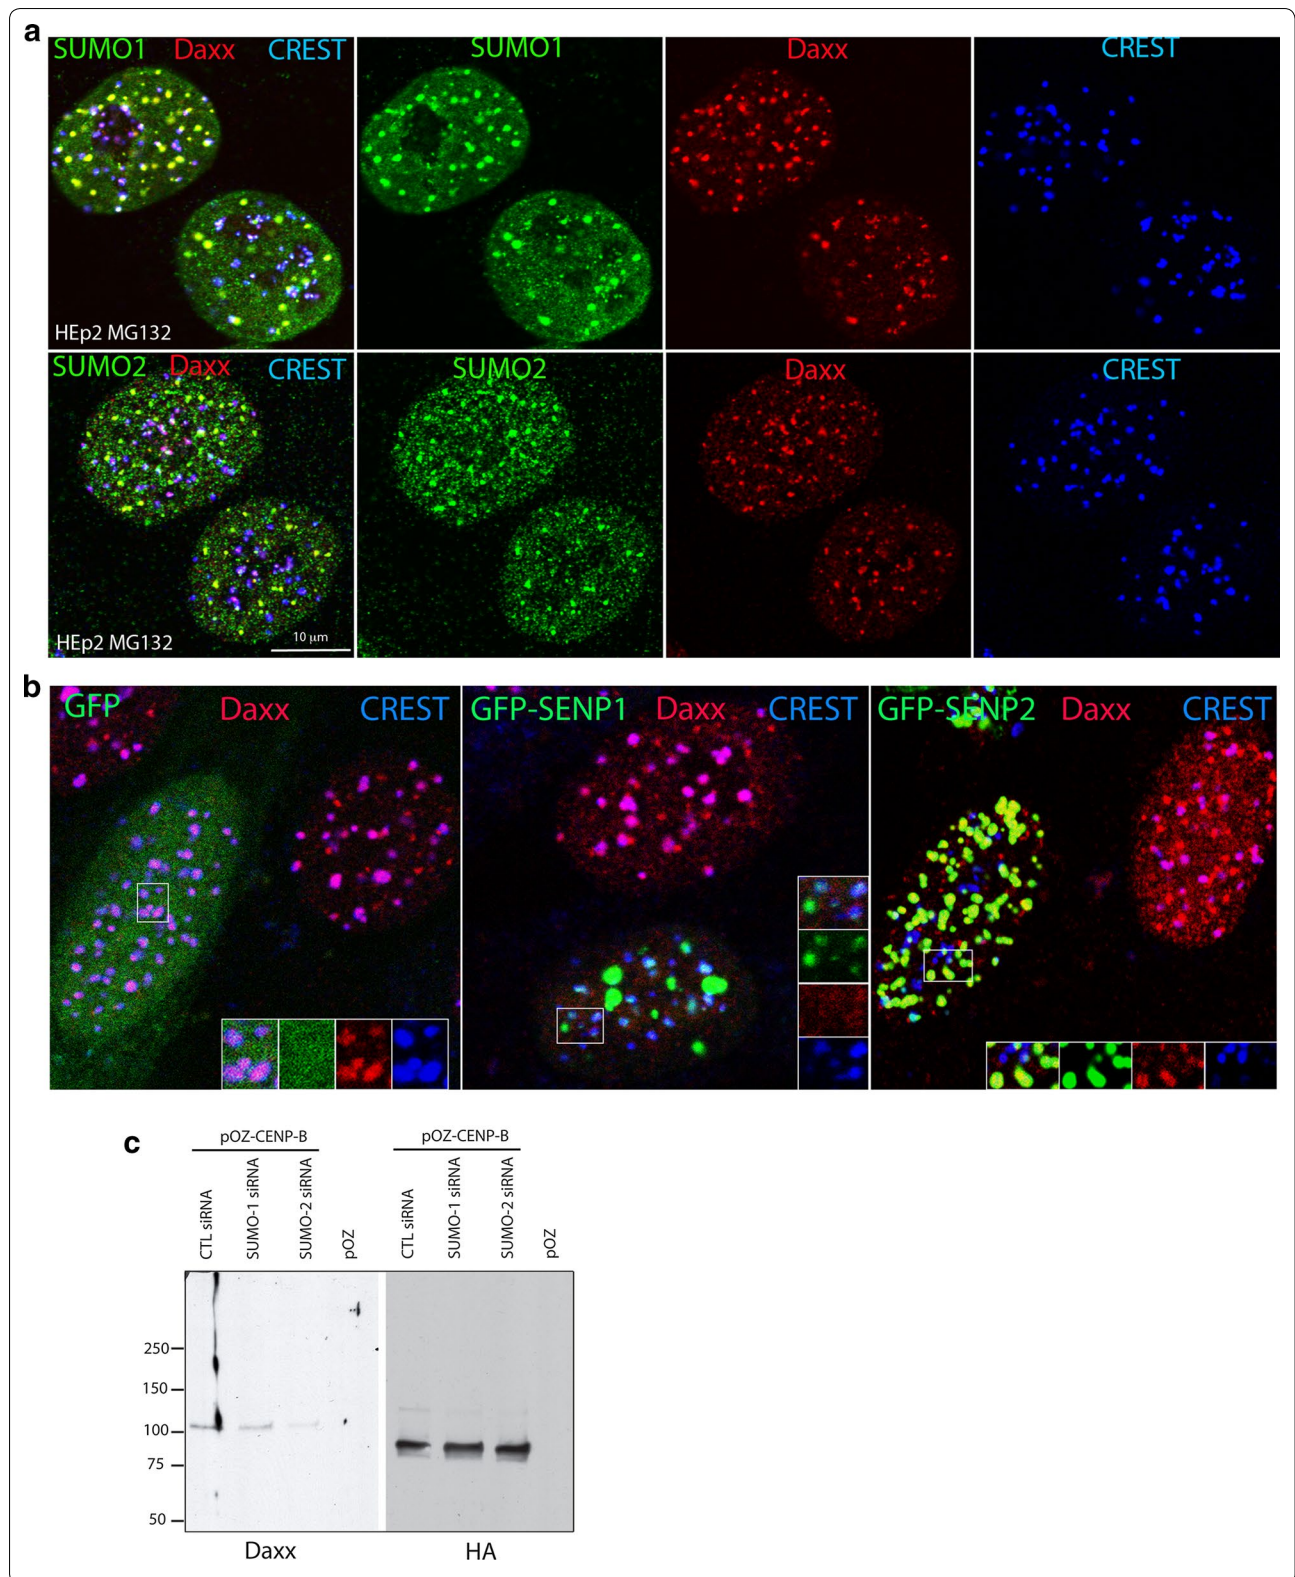 a
SUMO1 Daxx CREST
SUMO1
Daxx
CREST
HEp2 MG132
SUMO2 Daxx CREST
SUMO2
Daxx
CREST
HEp2 MG132
10 µm
b
GFP Daxx CREST
GFP-SENP1 Daxx CREST
GFP-SENP2 Daxx CREST
c
pOZ-CENP-B
pOZ-CENP-B
CTL siRNA
SUMO-1 siRNA
SUMO-2 siRNA
pOZ
CTL siRNA
SUMO-1 siRNA
SUMO-2 siRNA
pOZ
250
150
100
75
50
Daxx
HA